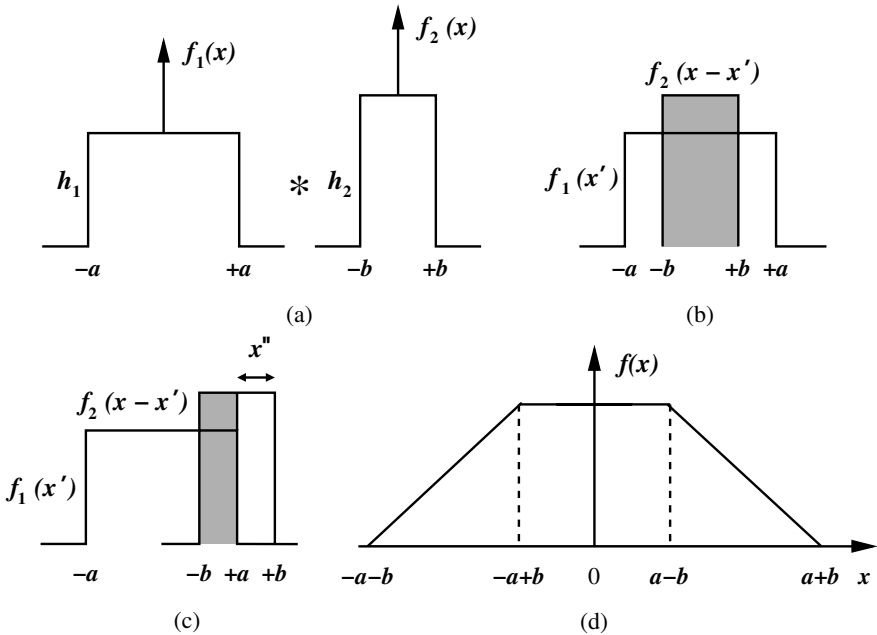 f₁(x)
h₁
−a +a
*
f₂(x)
h₂
−b +b
(a)
f₂(x − x′)
f₁(x′)
−a −b +b +a
(b)
x"
f₂(x − x′)
f₁(x′)
−a −b +a +b
(c)
f(x)
−a−b −a+b 0 a−b a+b x
(d)